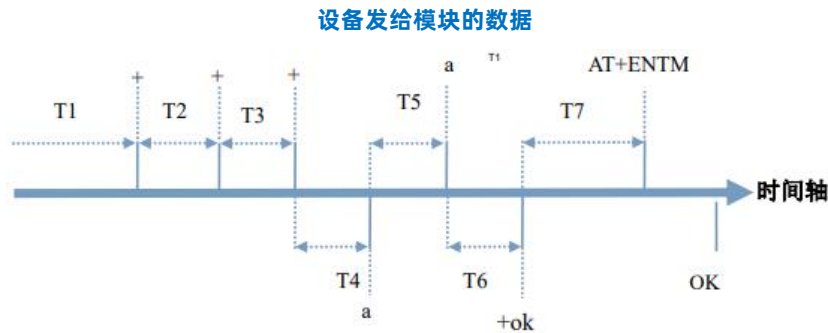 设备发给模块的数据
+ + + a T1 AT+ENTM
T1 T2 T3 T5 T7
时间轴
T4 T6 OK
a +ok